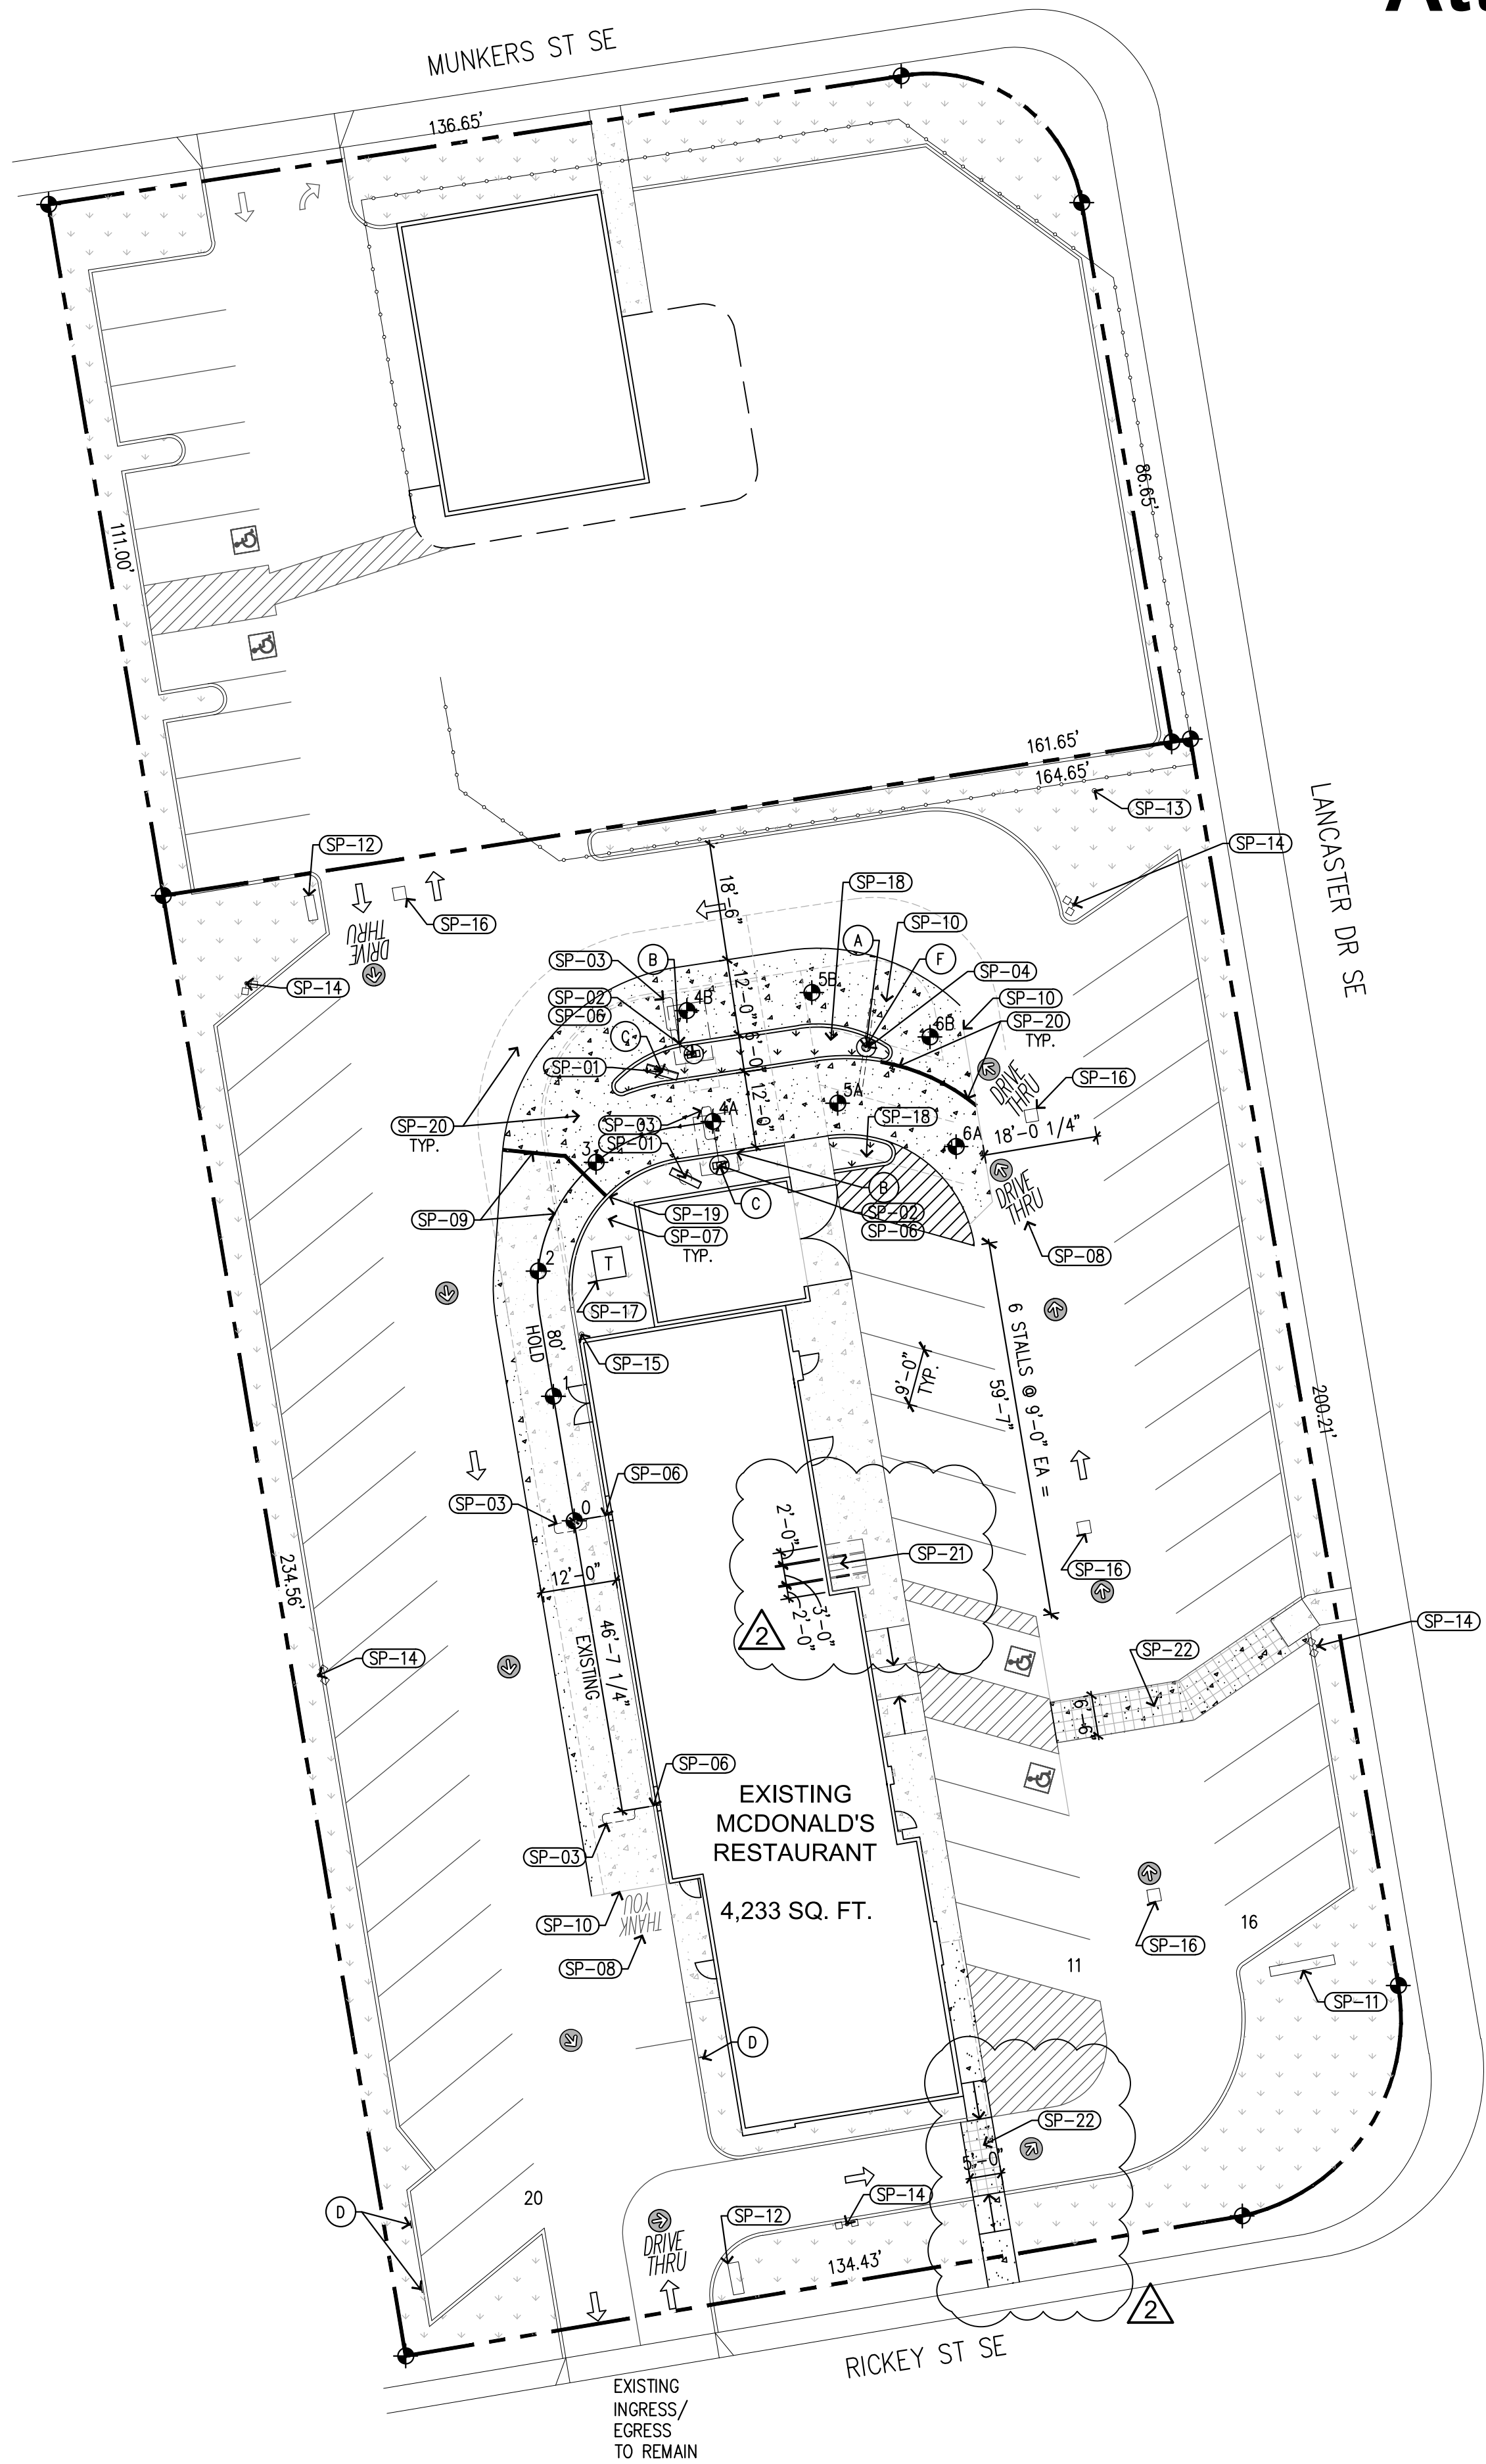 MUNKERS ST SE
136.65'
86.65'
111.00'
161.65'
164.65'
SP-13
LANCASTER DR SE
SP-12
SP-14
SP-16
DRIVE
THRU
SP-14
18'-6"
SP-18
SP-10
SP-03
B
A
F
SP-04
5B
SP-02
SP-06
4B
12'-0"
SP-10
C
6B
SP-20
TYP.
6'-0"
SP-01
DRIVE
THRU
SP-16
5A
SP-20
TYP.
SP-03
4A
12'-0"
SP-18
18'-0 1/4"
SP-01
6A
3
B
DRIVE
THRU
SP-09
SP-19
C
SP-02
SP-06
SP-07
TYP.
SP-08
2
T
SP-17
80'
HOLD
SP-15
6 STALLS @ 9'-0" EA =
59'-7"
9'-0"
TYP.
1
200.21'
SP-06
SP-03
0
2'-0"
SP-21
234.56'
12'-0"
3'-0"
2'-0"
2
SP-16
46'-7 1/4"
EXISTING
SP-14
SP-22
SP-14
6'-6"
SP-06
EXISTING
MCDONALD'S
RESTAURANT
4,233 SQ. FT.
SP-03
SP-10
THANK
YOU
SP-08
16
SP-16
11
SP-11
D
SP-22
5'-0"
20
D
SP-14
SP-12
DRIVE
THRU
134.43'
2
RICKEY ST SE
EXISTING
INGRESS/
EGRESS
TO REMAIN